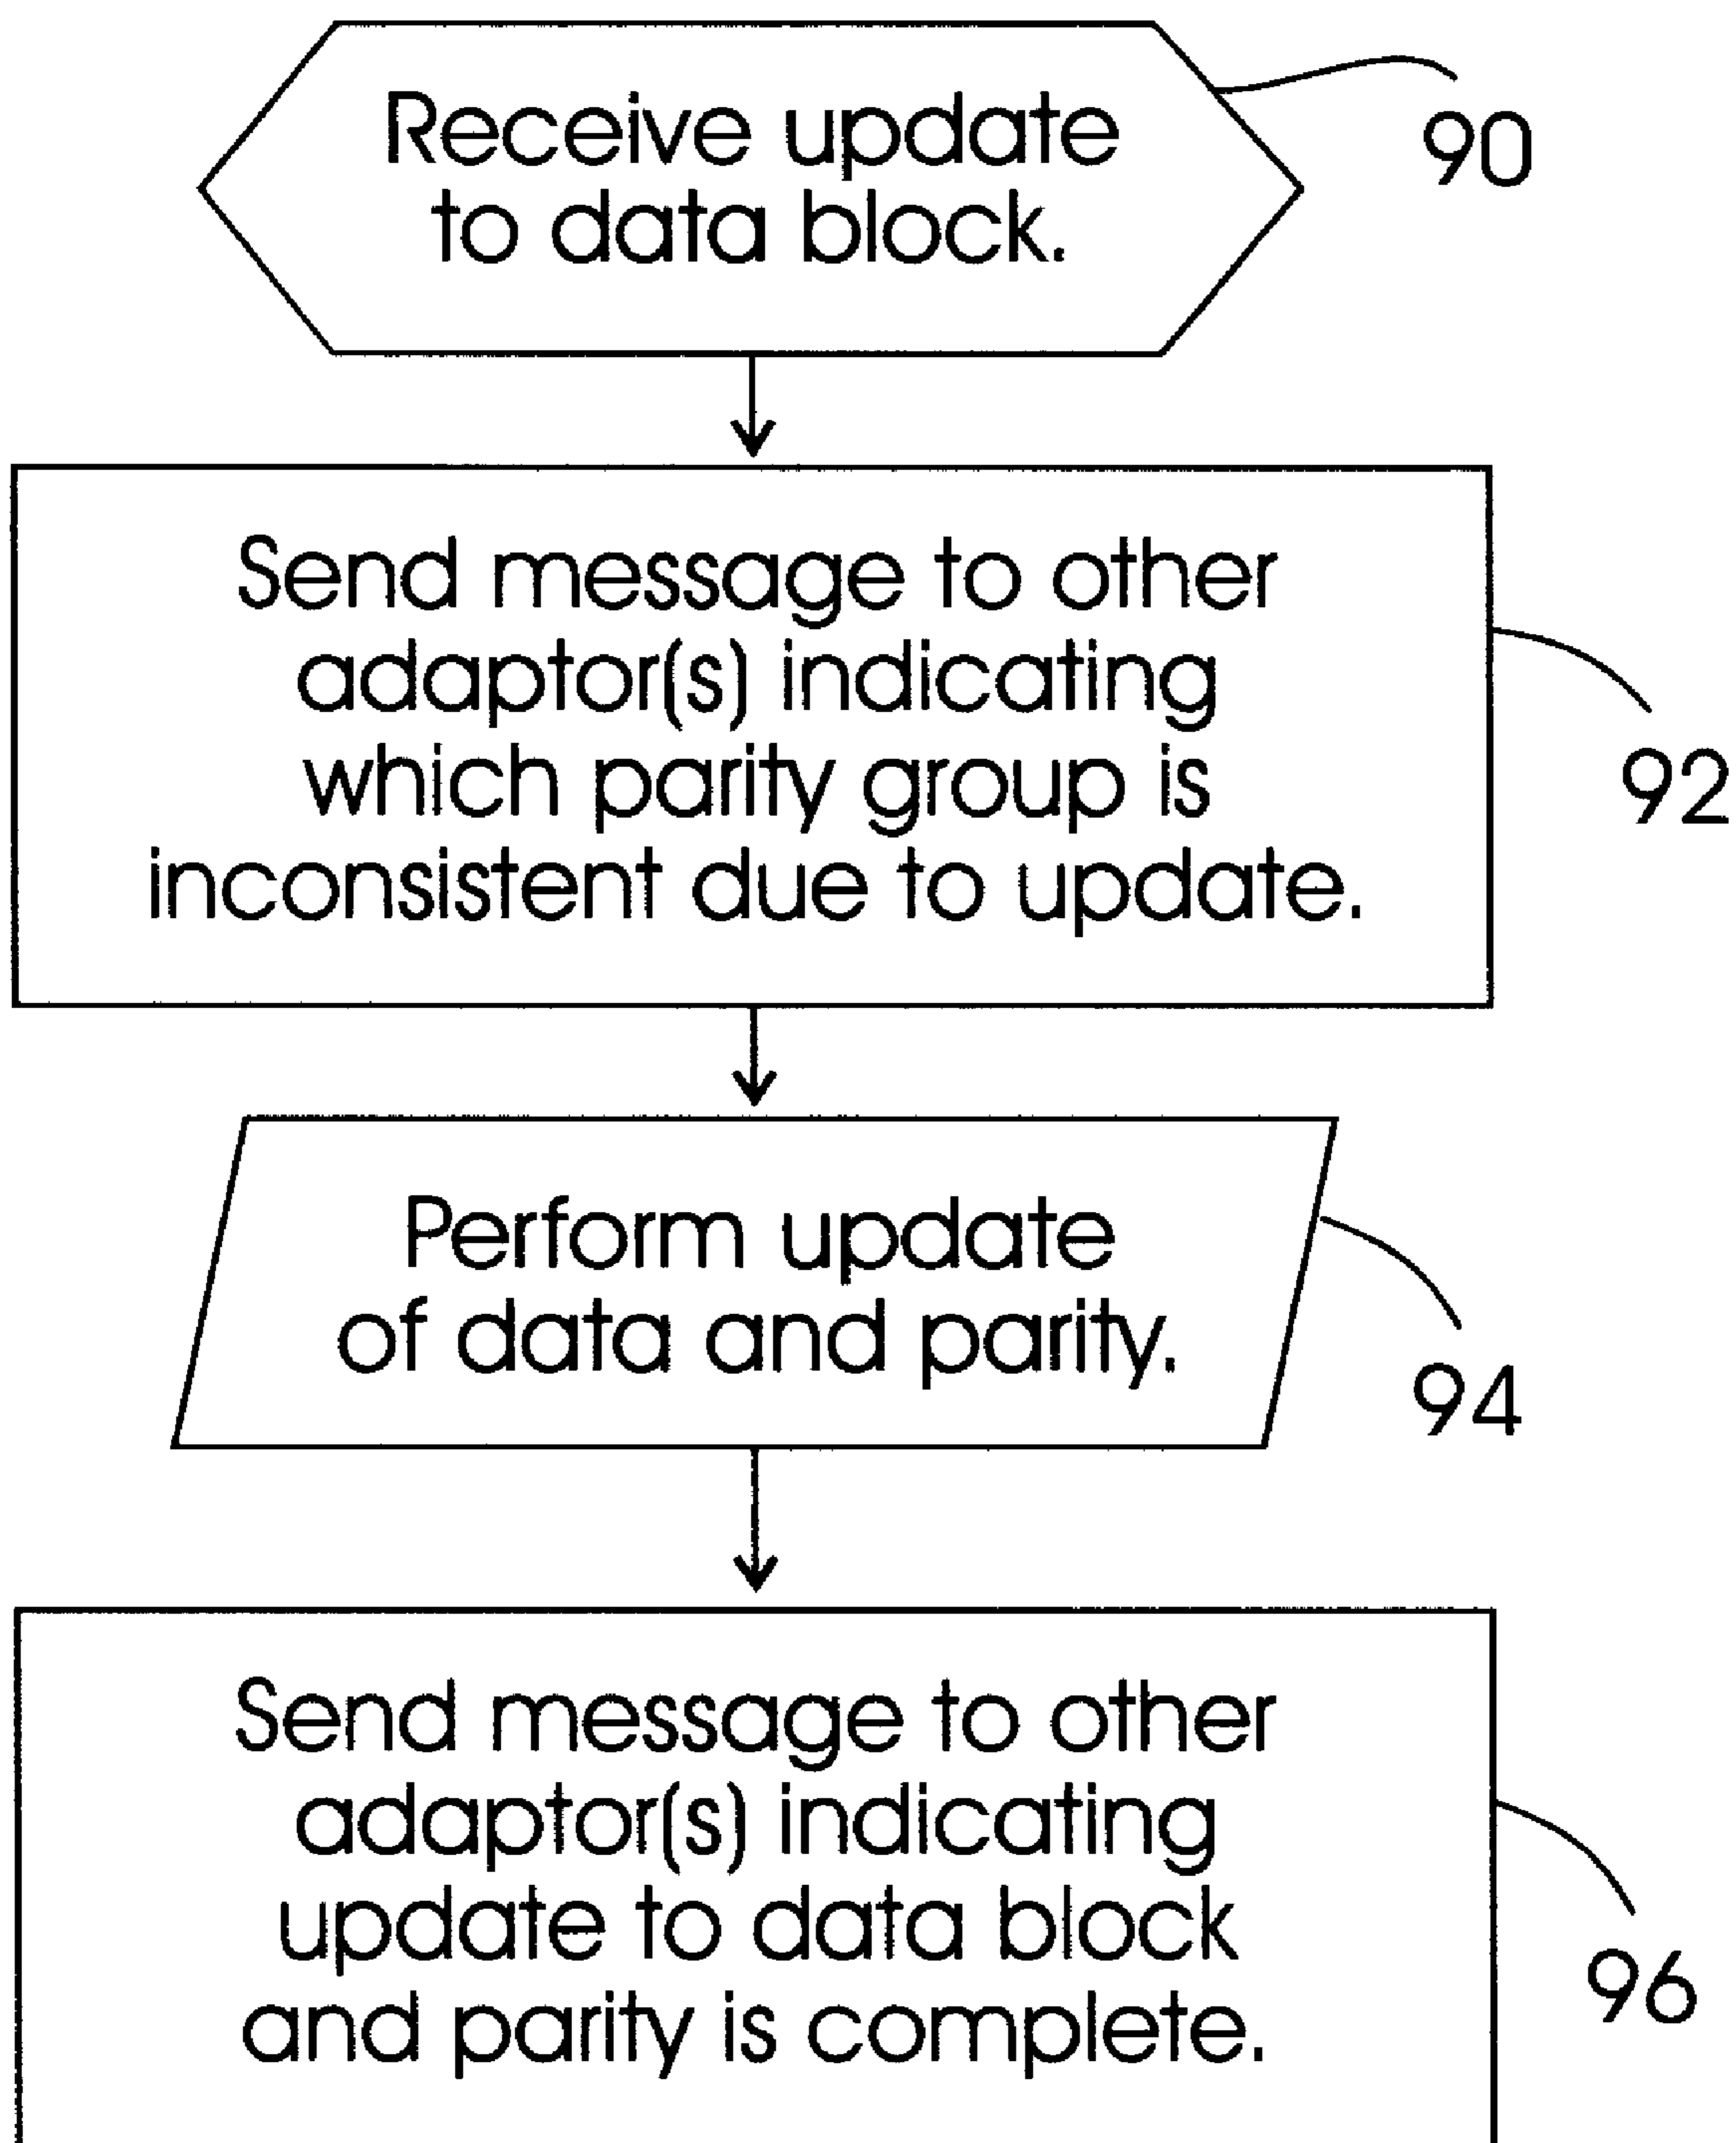 Receive update
to data block.
90
Send message to other
adaptor(s) indicating
which parity group is
inconsistent due to update.
92
Perform update
of data and parity.
94
Send message to other
adaptor(s) indicating
update to data block
and parity is complete.
96